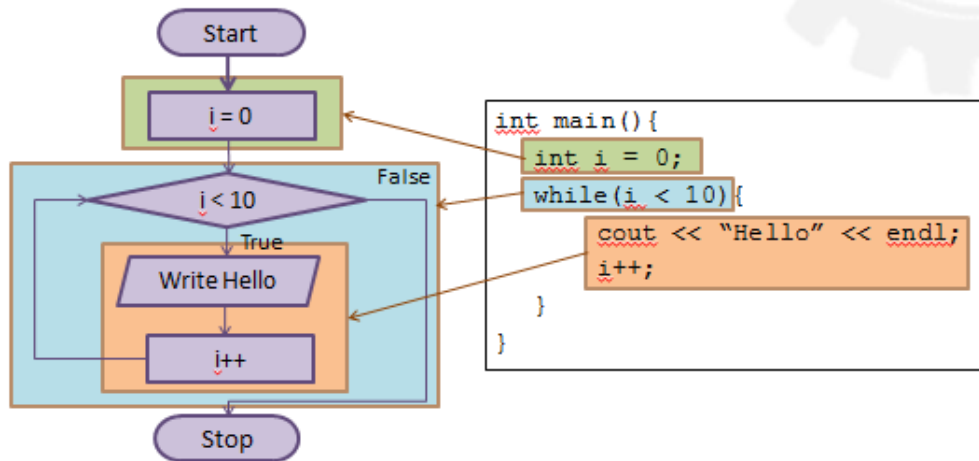 Start
i = 0
False
i < 10
True
Write Hello
i++
Stop
int main(){
int i = 0;
while(i < 10){
cout << “Hello” << endl;
i++;
}
}